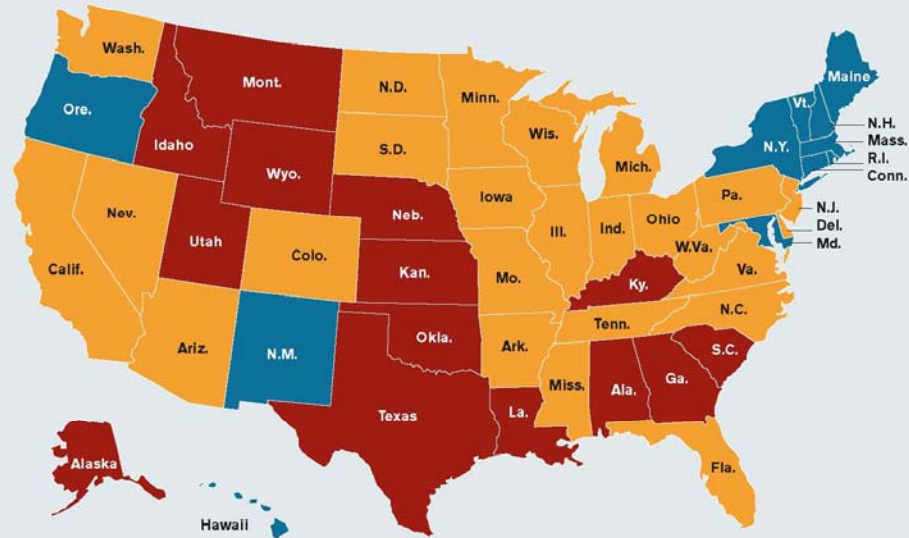 Wash.
Mont.
N.D.
Minn.
Maine
Vt.
Ore.
Idaho
S.D.
Wis.
N.H.
Mass.
N.Y.
R.I.
Conn.
Wyo.
Mich.
Iowa
Pa.
Nev.
Neb.
N.J.
Utah
Ill.
Ind.
Ohio
Del.
Md.
Calif.
Colo.
W.Va.
Kan.
Mo.
Va.
Ky.
N.C.
Tenn.
Okla.
Ariz.
N.M.
Ark.
S.C.
Miss.
Ala.
Ga.
Texas
La.
Alaska
Fla.
Hawaii